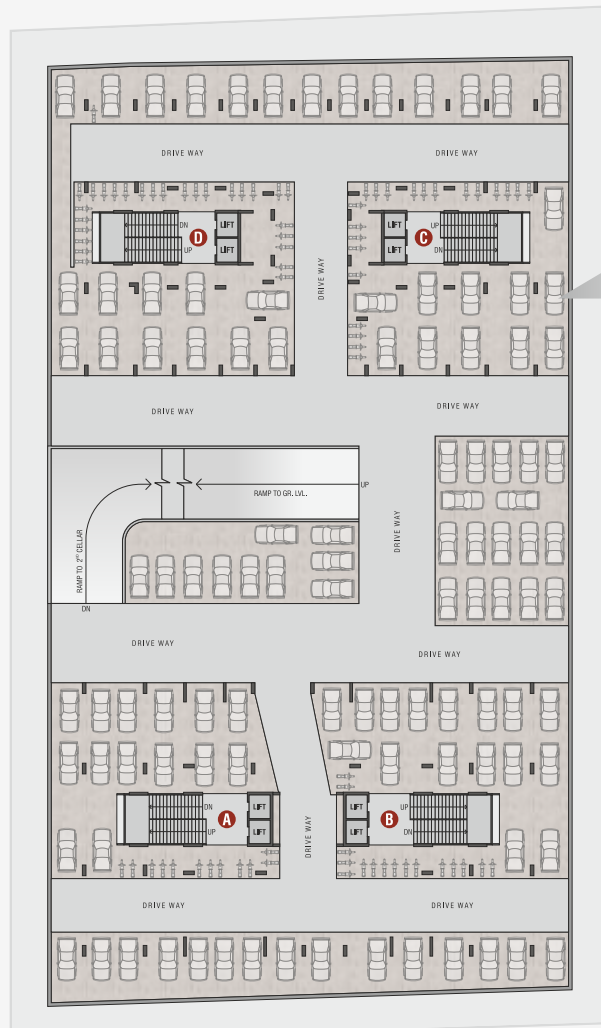 DRIVE WAY
DRIVE WAY
DN
UP
D
LIFT
LIFT
LIFT
LIFT
C
UP
DN
DRIVE WAY
DRIVE WAY
DRIVE WAY
RAMP TO GR. LVL.
UP
RAMP TO 2ND CELLAR
DN
DRIVE WAY
DRIVE WAY
DRIVE WAY
DN
UP
A
LIFT
LIFT
DRIVE WAY
LIFT
LIFT
B
UP
DN
DRIVE WAY
DRIVE WAY